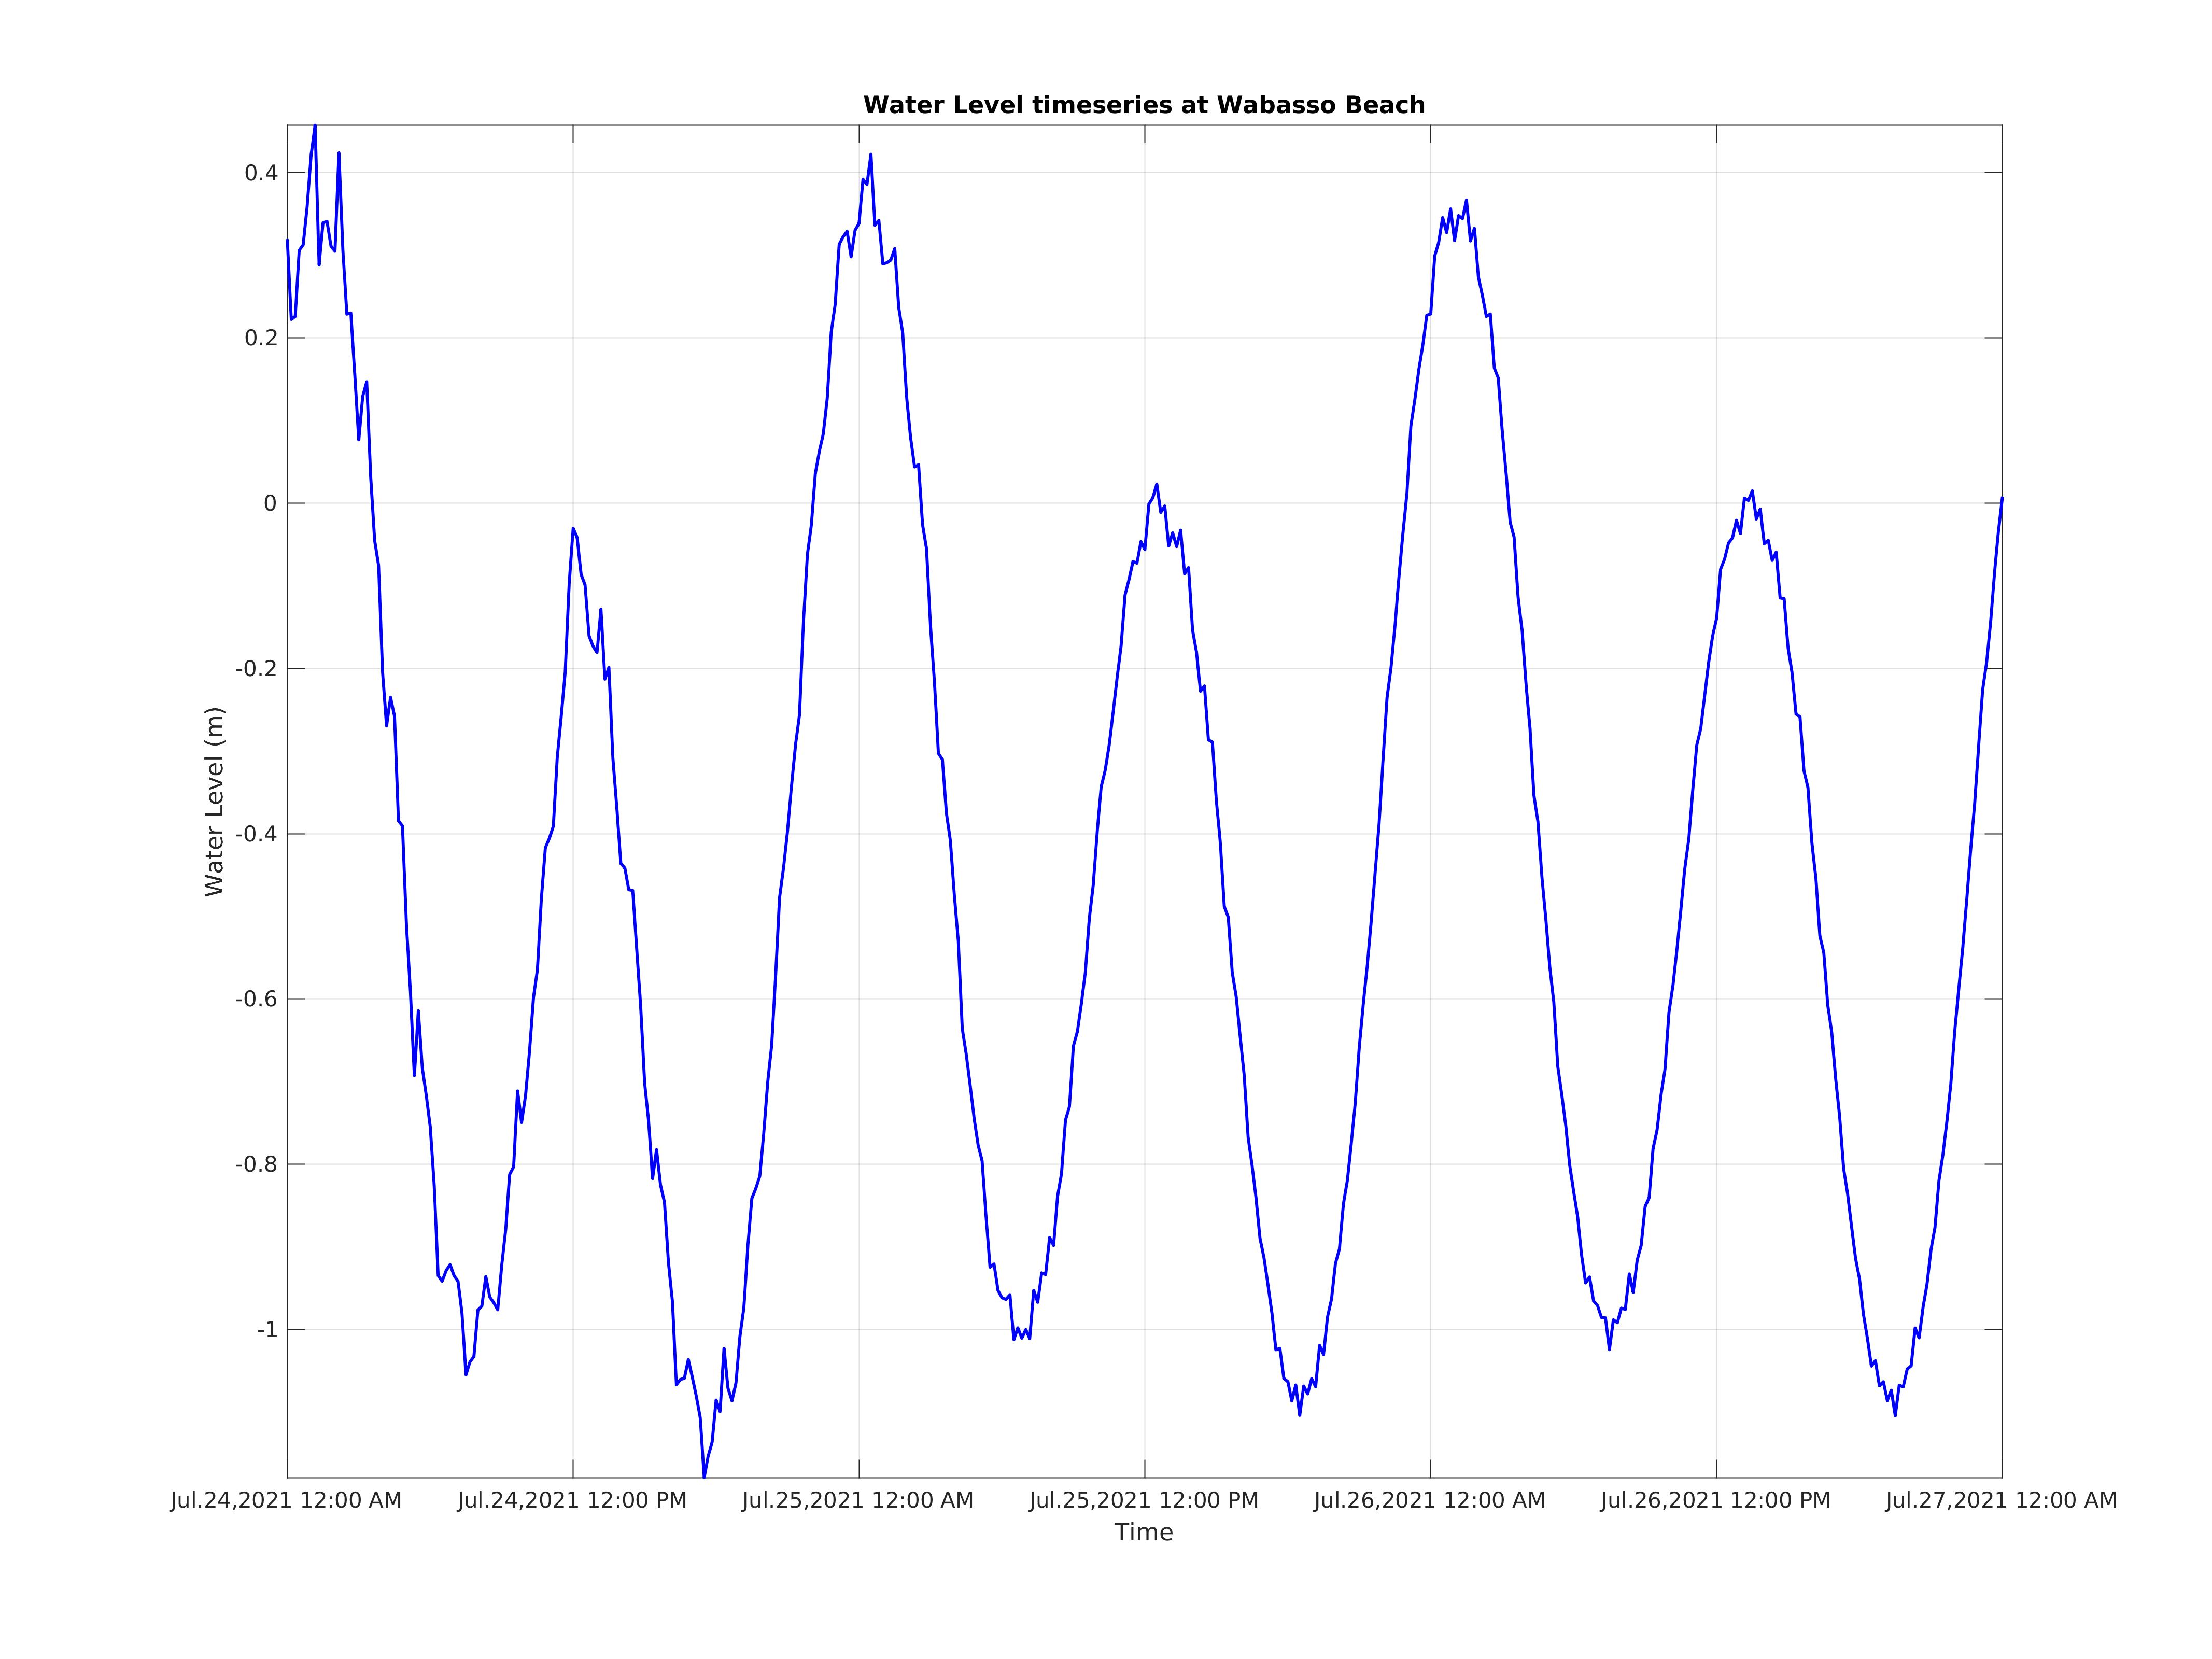 Water Level timeseries at Wabasso Beach
0.4
0.2
0
-0.2
-0.4
-0.6
-0.8
-1
Water Level (m)
Jul.24,2021 12:00 AM
Jul.24,2021 12:00 PM
Jul.25,2021 12:00 AM
Jul.25,2021 12:00 PM
Jul.26,2021 12:00 AM
Jul.26,2021 12:00 PM
Jul.27,2021 12:00 AM
Time